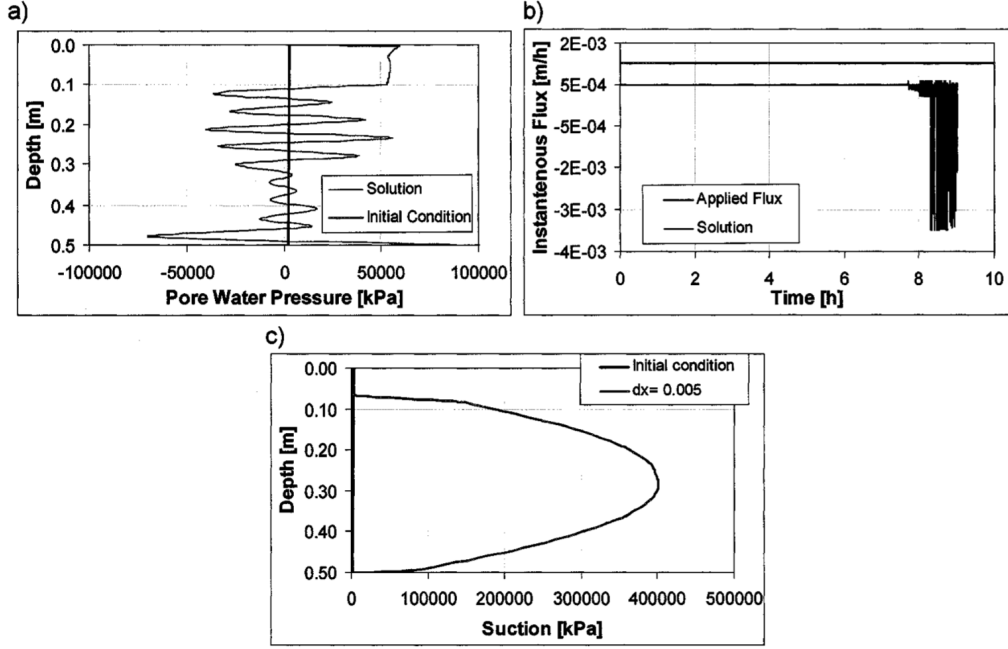 a)
0.0
0.1
0.2
0.3
0.4
0.5
Depth [m]
Solution
Initial Condition
-100000 -50000 0 50000 100000
Pore Water Pressure [kPa]
b)
2E-03
5E-04
-5E-04
-2E-03
-3E-03
-4E-03
Instantenous Flux [m/h]
Applied Flux
Solution
0 2 4 6 8 10
Time [h]
c)
Initial condition
dx= 0.005
0.00
0.10
0.20
0.30
0.40
0.50
Depth [m]
0 100000 200000 300000 400000 500000
Suction [kPa]